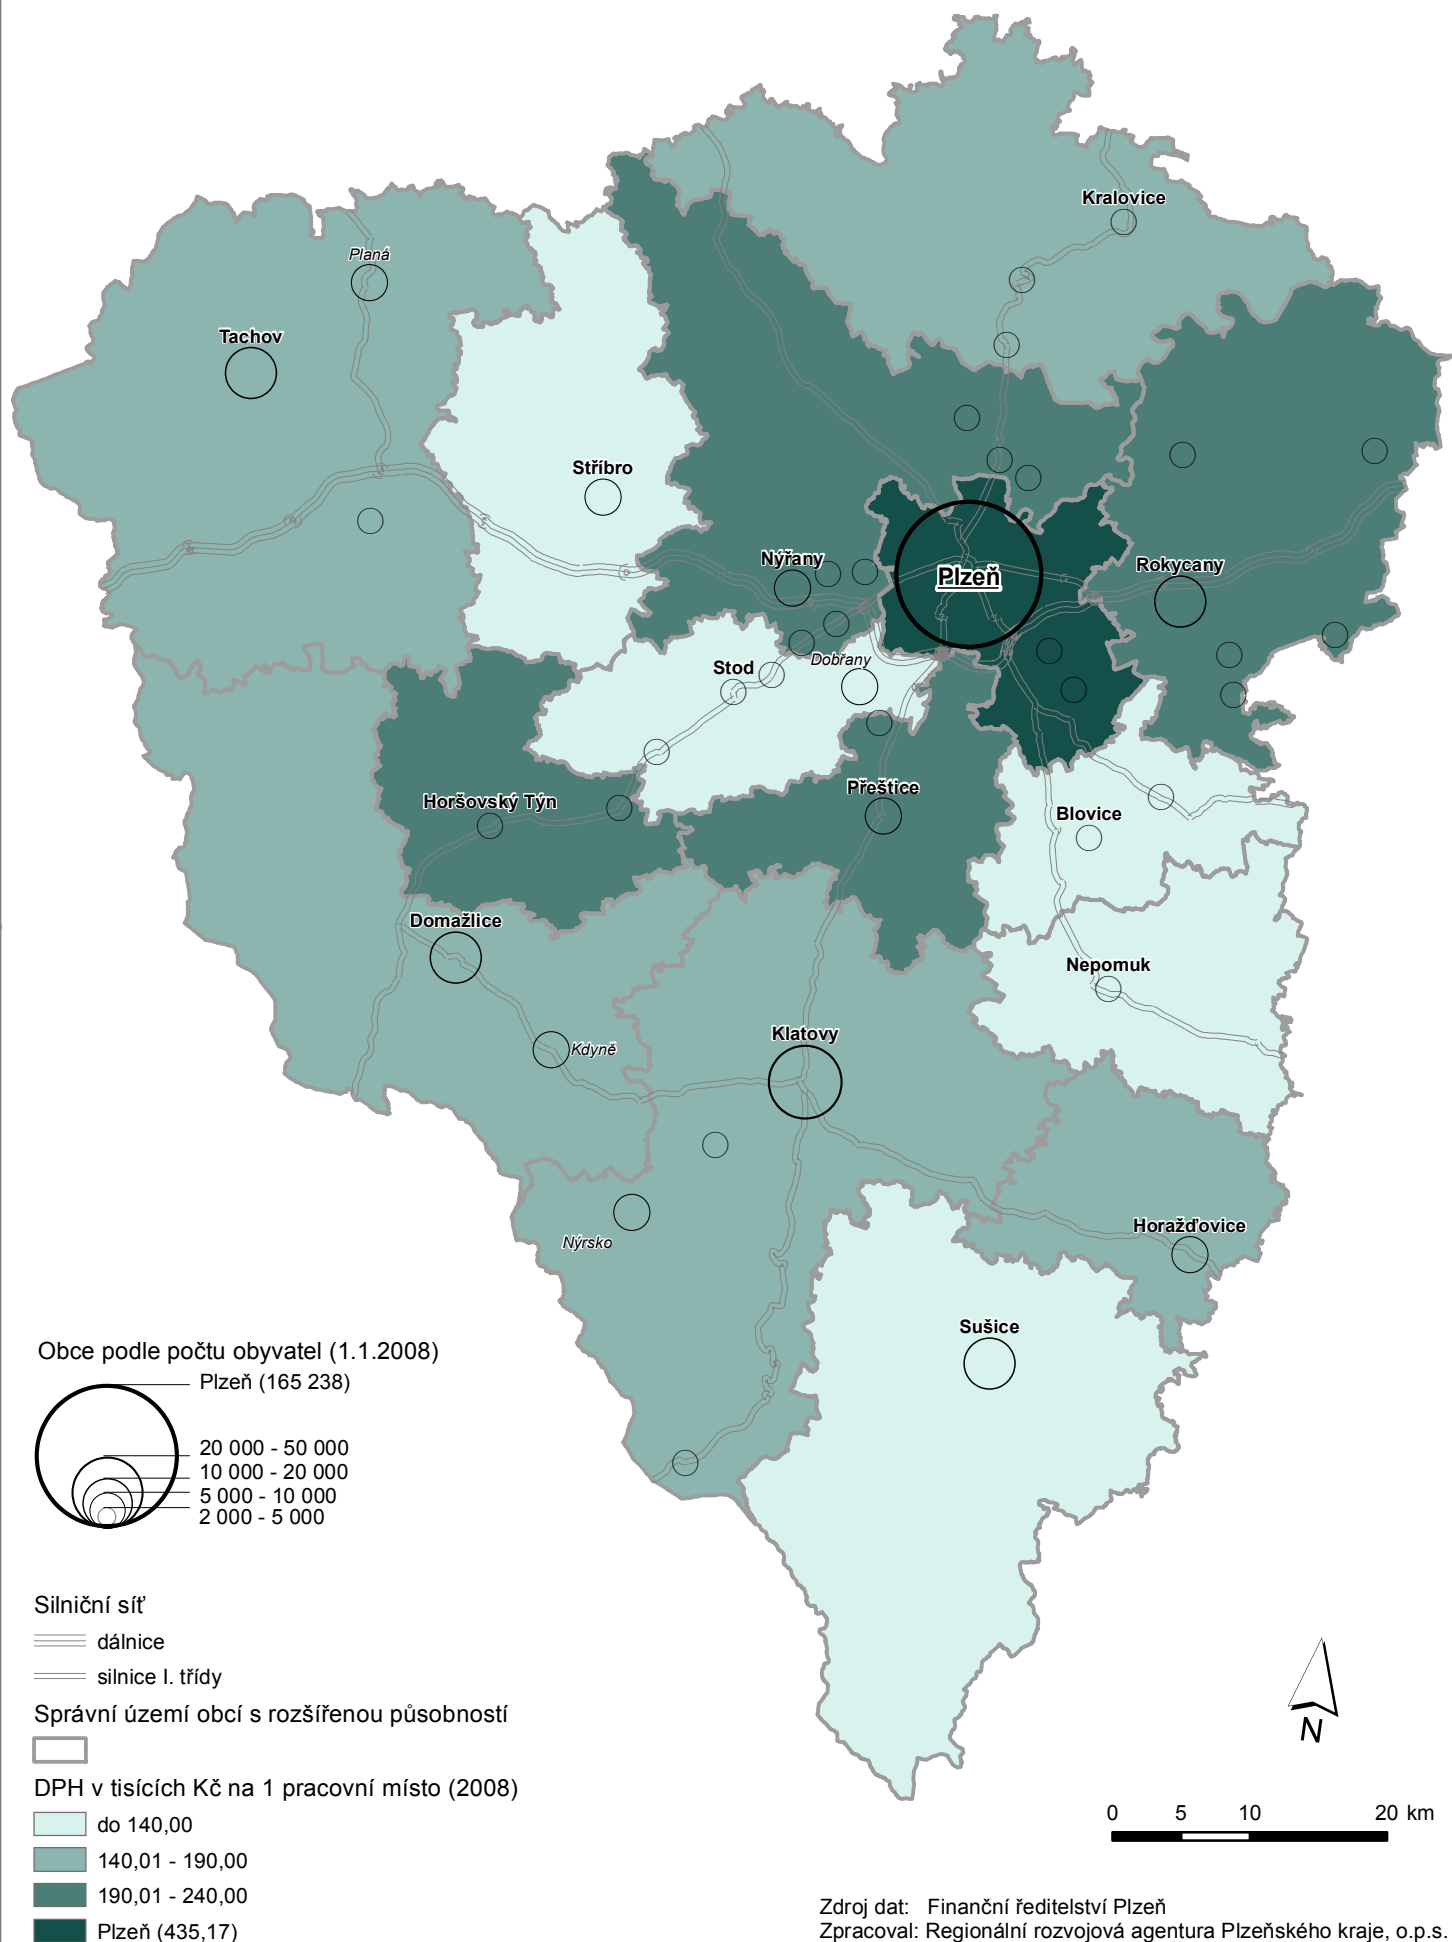 Kralovice
Planá
Tachov
Stříbro
Nýřany
Plzeň
Rokycany
Stod
Dobřany
Horšovský Týn
Přeštice
Blovice
Domažlice
Nepomuk
Klatovy
Kdyně
Horažďovice
Nýrsko
Sušice
Obce podle počtu obyvatel (1.1.2008)
Plzeň (165 238)
20 000 - 50 000
10 000 - 20 000
5 000 - 10 000
2 000 - 5 000
Silniční síť
dálnice
silnice I. třídy
Správní území obcí s rozšířenou působností
N
DPH v tisících Kč na 1 pracovní místo (2008)
do 140,00
140,01 - 190,00
190,01 - 240,00
Plzeň (435,17)
0 5 10 20 km
Zdroj dat: Finanční ředitelství Plzeň
Zpracoval: Regionální rozvojová agentura Plzeňského kraje, o.p.s.